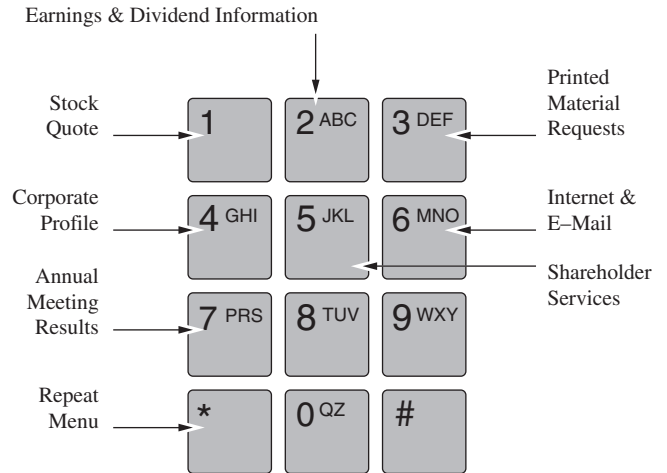 Earnings & Dividend Information
Stock
Quote
1
2 ABC
3 DEF
Printed
Material
Requests
Corporate
Profile
4 GHI
5 JKL
6 MNO
Internet &
E–Mail
Shareholder
Services
Annual
Meeting
Results
7 PRS
8 TUV
9 WXY
Repeat
Menu
*
0 QZ
#